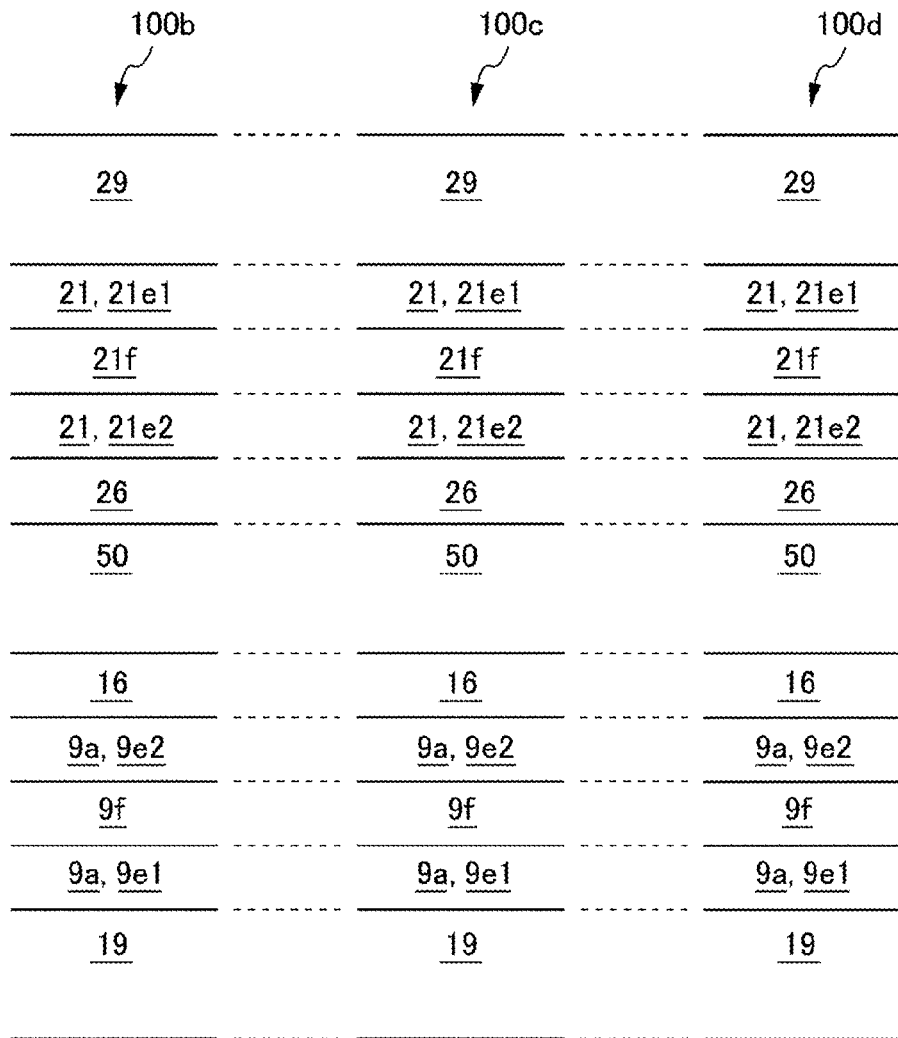 100b 100c 100d
29 29 29
21, 21e1 21, 21e1 21, 21e1
21f 21f 21f
21, 21e2 21, 21e2 21, 21e2
26 26 26
50 50 50
16 16 16
9a, 9e2 9a, 9e2 9a, 9e2
9f 9f 9f
9a, 9e1 9a, 9e1 9a, 9e1
19 19 19